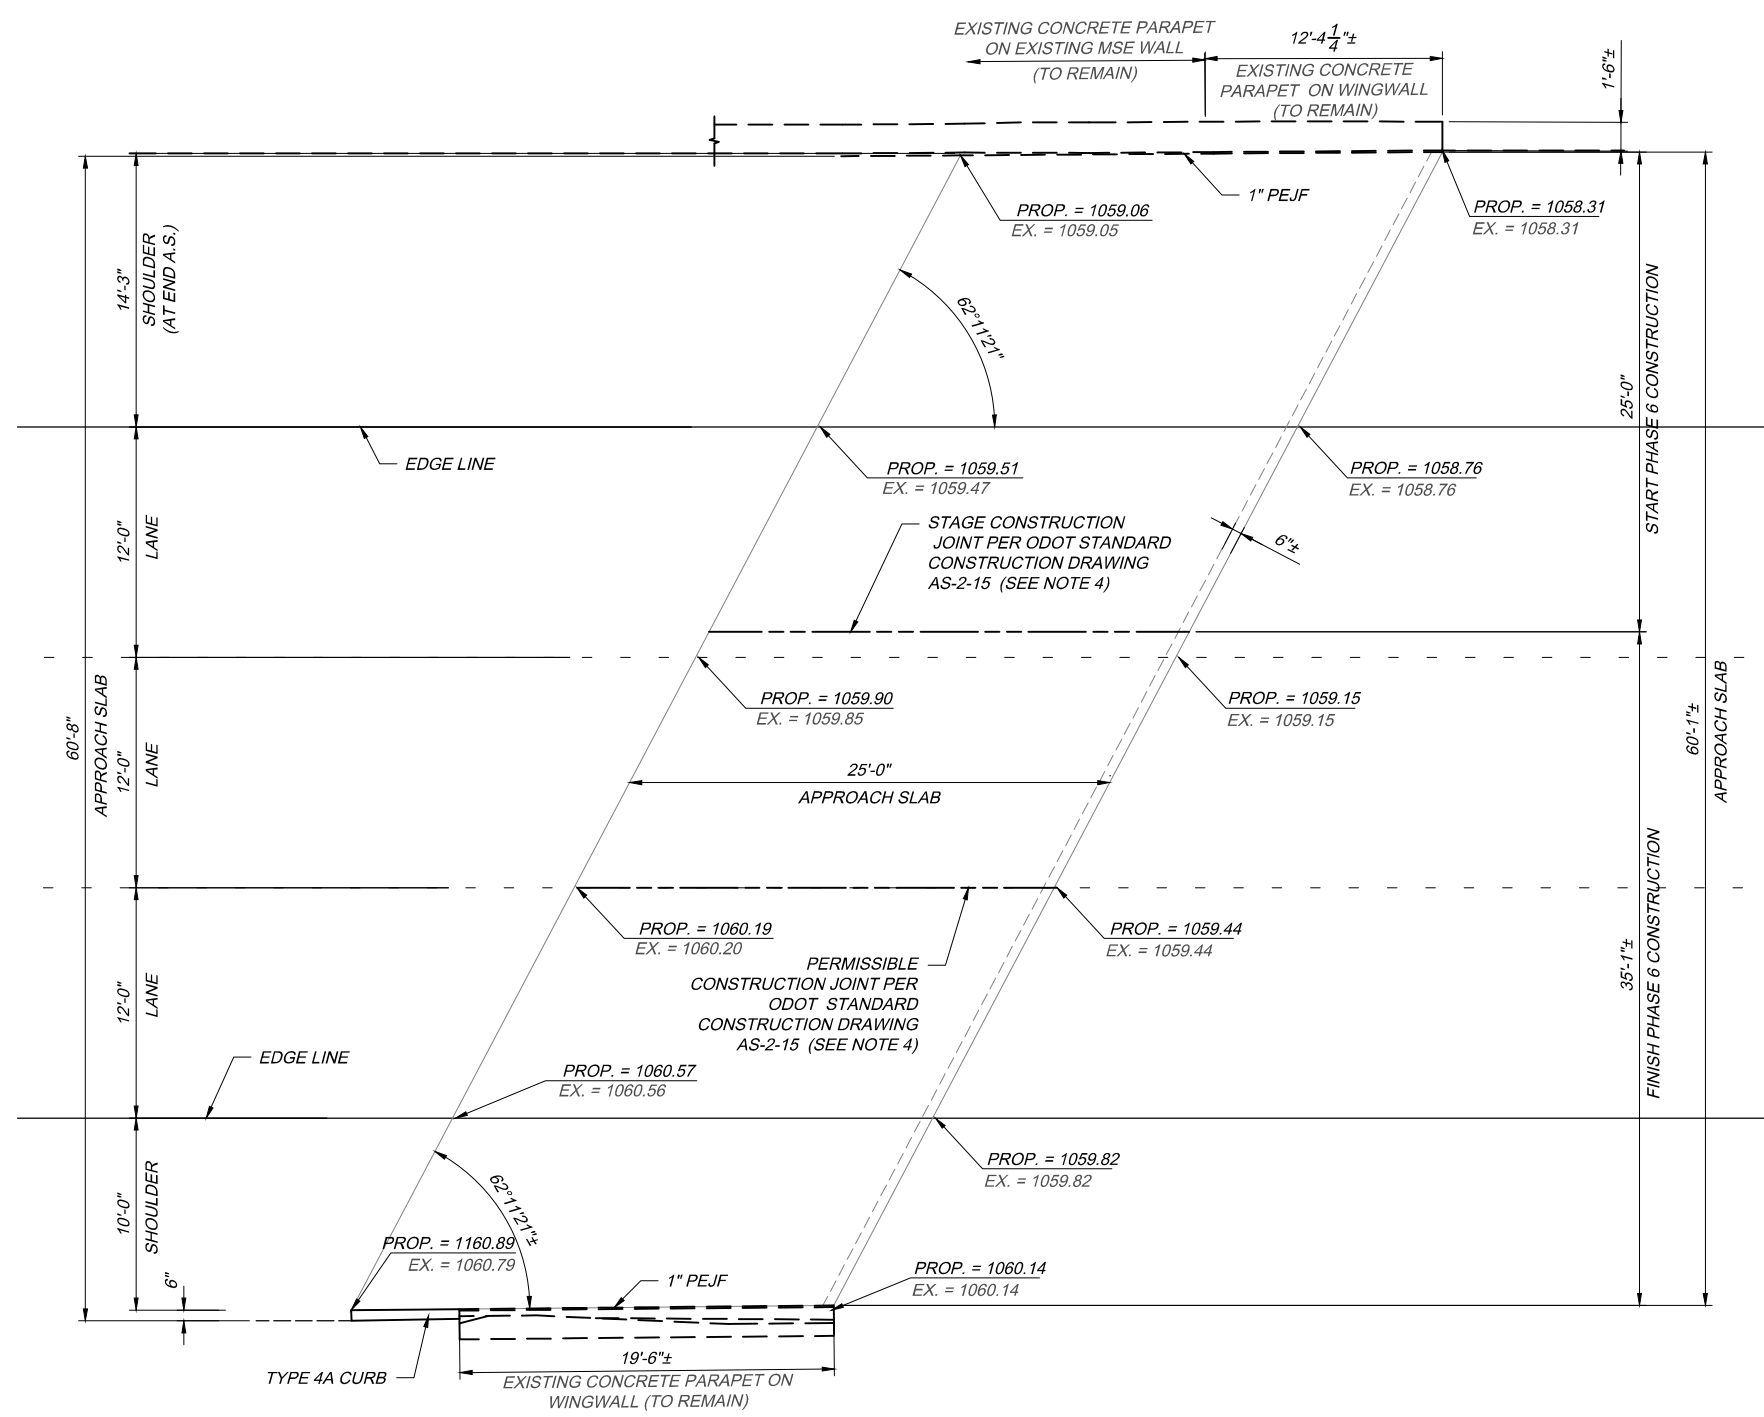 EXISTING CONCRETE PARAPET
ON EXISTING MSE WALL
(TO REMAIN)
12'-4 1/4"±
EXISTING CONCRETE
PARAPET ON WINGWALL
(TO REMAIN)
1'-6"±
1" PEJF
PROP. = 1059.06
EX. = 1059.05
PROP. = 1058.31
EX. = 1058.31
14'-3"
SHOULDER
(AT END A.S.)
62°11'21"
25'-0"
START PHASE 6 CONSTRUCTION
EDGE LINE
PROP. = 1059.51
EX. = 1059.47
PROP. = 1058.76
EX. = 1058.76
12'-0"
LANE
STAGE CONSTRUCTION
JOINT PER ODOT STANDARD
CONSTRUCTION DRAWING
AS-2-15 (SEE NOTE 4)
6"±
PROP. = 1059.90
EX. = 1059.85
PROP. = 1059.15
EX. = 1059.15
60'-8"
APPROACH SLAB
12'-0"
LANE
25'-0"
APPROACH SLAB
60'-1"±
APPROACH SLAB
PROP. = 1060.19
EX. = 1060.20
PROP. = 1059.44
EX. = 1059.44
12'-0"
LANE
PERMISSIBLE
CONSTRUCTION JOINT PER
ODOT STANDARD
CONSTRUCTION DRAWING
AS-2-15 (SEE NOTE 4)
35'-1"±
FINISH PHASE 6 CONSTRUCTION
EDGE LINE
PROP. = 1060.57
EX. = 1060.56
PROP. = 1059.82
EX. = 1059.82
10'-0"
SHOULDER
62°11'21"±
PROP. = 1160.89
EX. = 1060.79
6"
1" PEJF
PROP. = 1060.14
EX. = 1060.14
TYPE 4A CURB
19'-6"±
EXISTING CONCRETE PARAPET ON
WINGWALL (TO REMAIN)